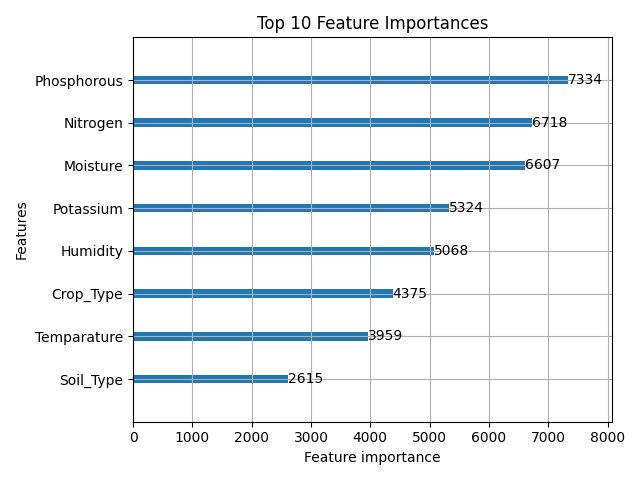 Top 10 Feature Importances
Phosphorous 7334
Nitrogen 6718
Moisture 6607
Potassium 5324
Humidity 5068
Crop_Type 4375
Temparature 3959
Soil_Type 2615
Features
0 1000 2000 3000 4000 5000 6000 7000 8000
Feature importance